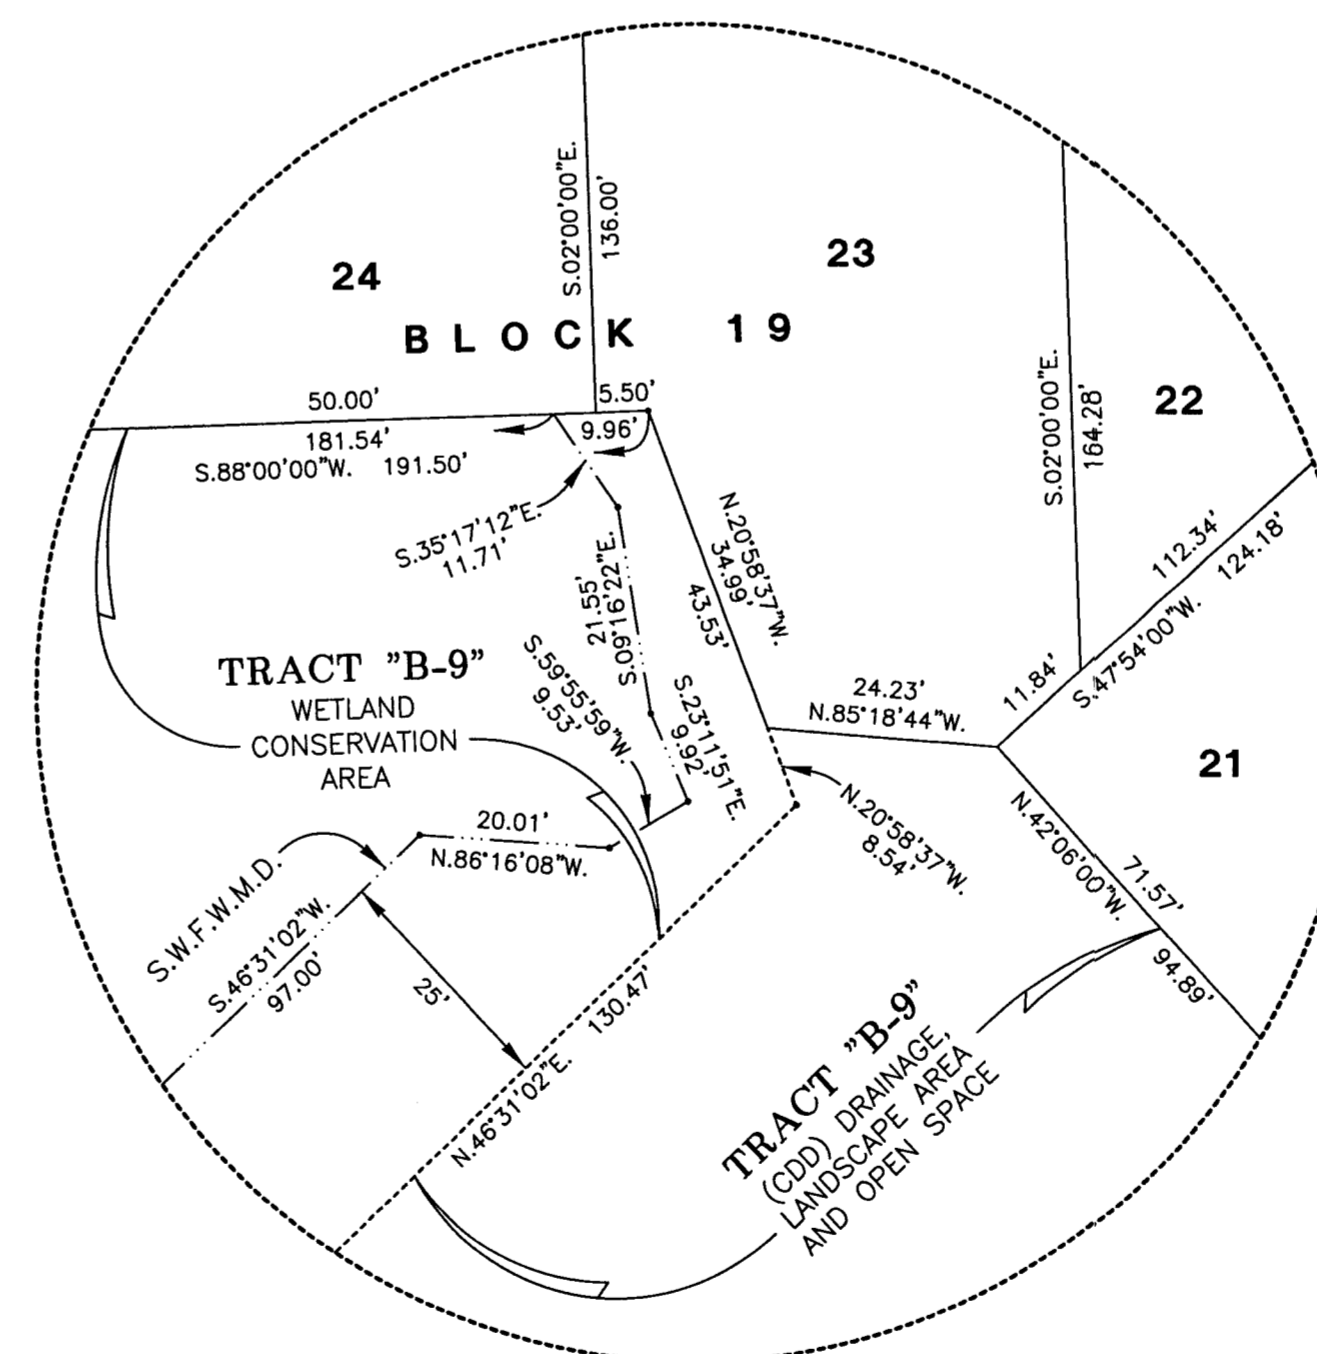 S.02°00'00"E.
136.00'
24
23
BLOCK 19
S.02°00'00"E.
164.28'
22
50.00'
5.50'
181.54'
9.96'
S.88°00'00"W. 191.50'
S.35°17'12"E.
11.71'
21.55'
S.09°16'22"E.
N.20°58'37"W.
34.99'
43.53'
112.34'
124.18'
S.47°54'00"W.
11.84'
S.59°55'59"W.
9.53'
S.23°11'51"E.
9.92'
24.23'
N.85°18'44"W.
TRACT "B-9"
WETLAND
CONSERVATION
AREA
21
20.01'
N.86°16'08"W.
N.20°58'37"W.
8.54'
N.42°06'00"W.
71.57'
94.89'
S.W.F.W.M.D.
S.46°31'02"W.
97.00'
25'
N.46°31'02"E. 130.47'
TRACT "B-9"
(CDD) DRAINAGE,
LANDSCAPE AREA
AND OPEN SPACE